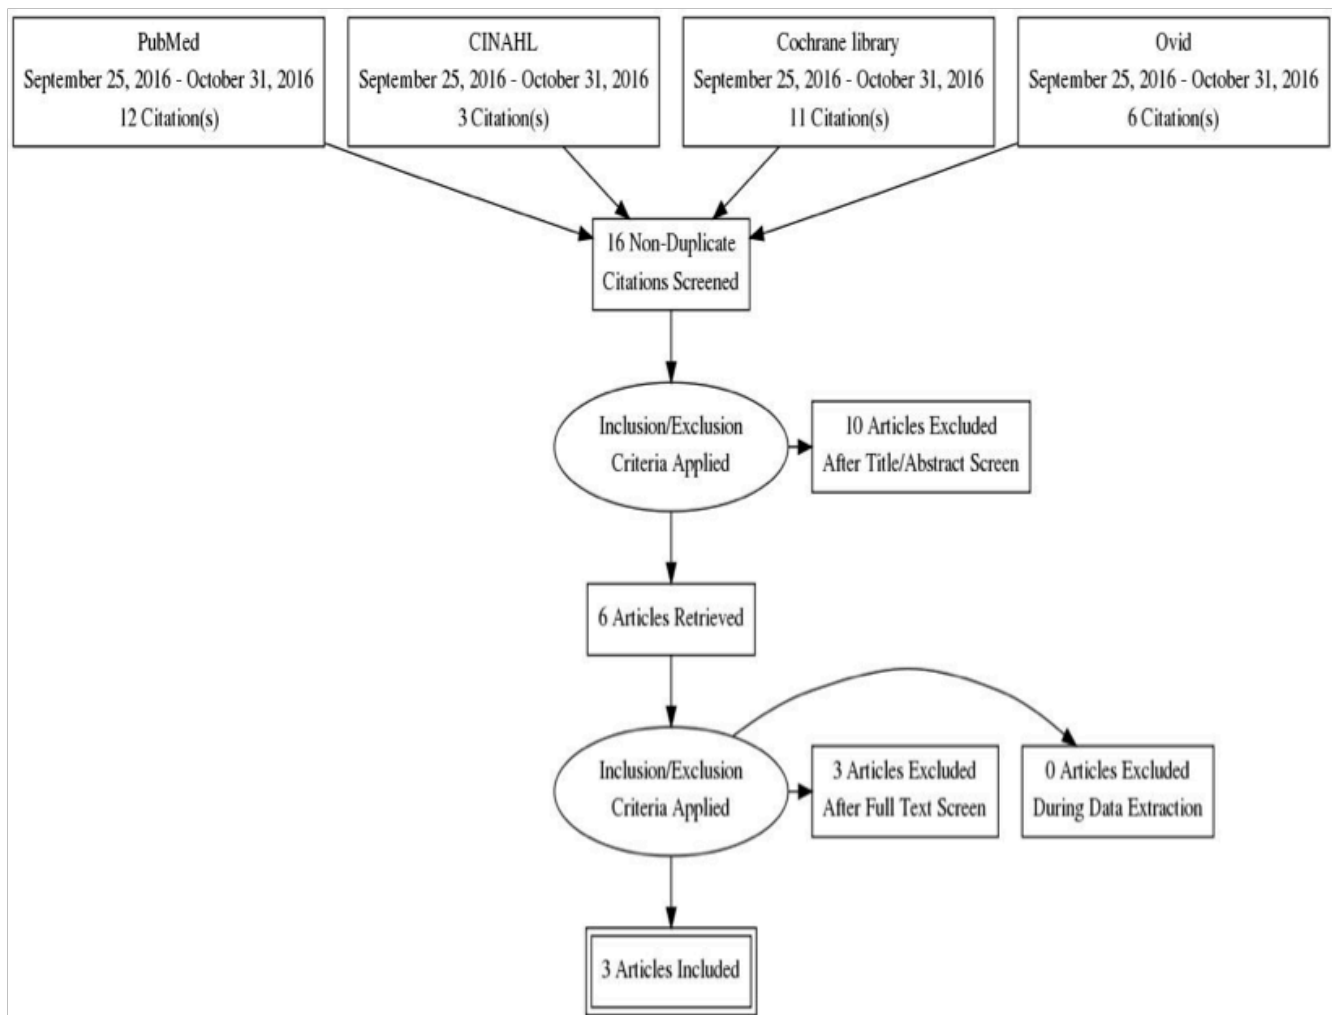 PubMed
September 25, 2016 - October 31, 2016
12 Citation(s)
CINAHL
September 25, 2016 - October 31, 2016
3 Citation(s)
Cochrane library
September 25, 2016 - October 31, 2016
11 Citation(s)
Ovid
September 25, 2016 - October 31, 2016
6 Citation(s)
16 Non-Duplicate
Citations Screened
Inclusion/Exclusion
Criteria Applied
10 Articles Excluded
After Title/Abstract Screen
6 Articles Retrieved
Inclusion/Exclusion
Criteria Applied
3 Articles Excluded
After Full Text Screen
0 Articles Excluded
During Data Extraction
3 Articles Included